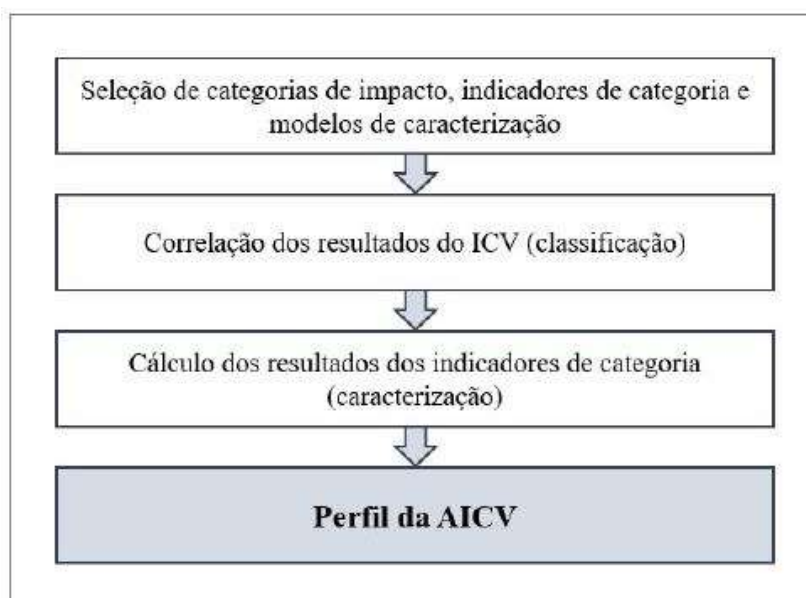 Seleção de categorias de impacto, indicadores de categoria e
modelos de caracterização
Correlação dos resultados do ICV (classificação)
Cálculo dos resultados dos indicadores de categoria
(caracterização)
Perfil da AICV